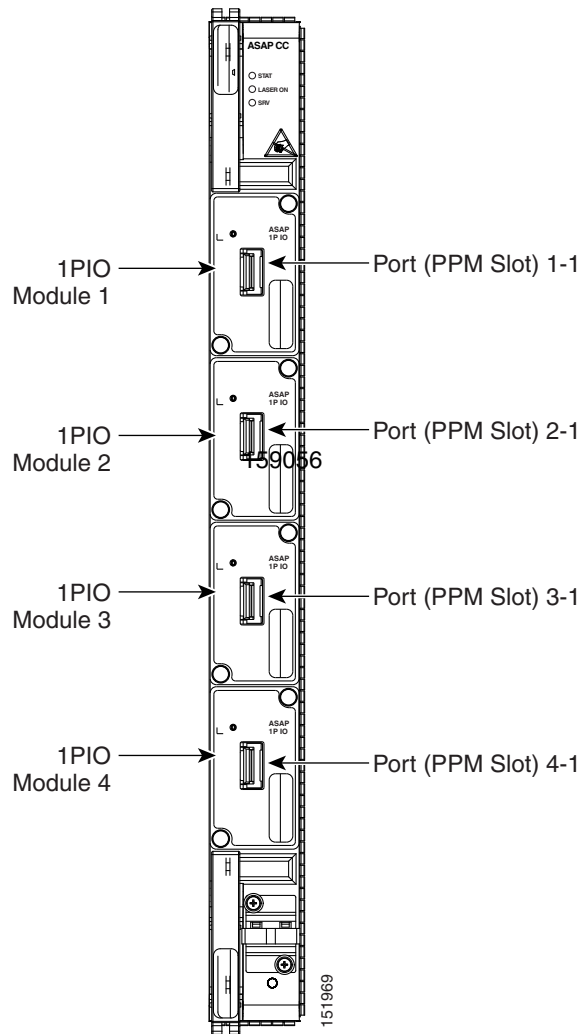 ASAP CC
STAT
LASER ON
SRV
ASAP
1P IO
1PIO
Module 1
Port (PPM Slot) 1-1
ASAP
1P IO
1PIO
Module 2
Port (PPM Slot) 2-1
159056
ASAP
1P IO
1PIO
Module 3
Port (PPM Slot) 3-1
ASAP
1P IO
1PIO
Module 4
Port (PPM Slot) 4-1
151969